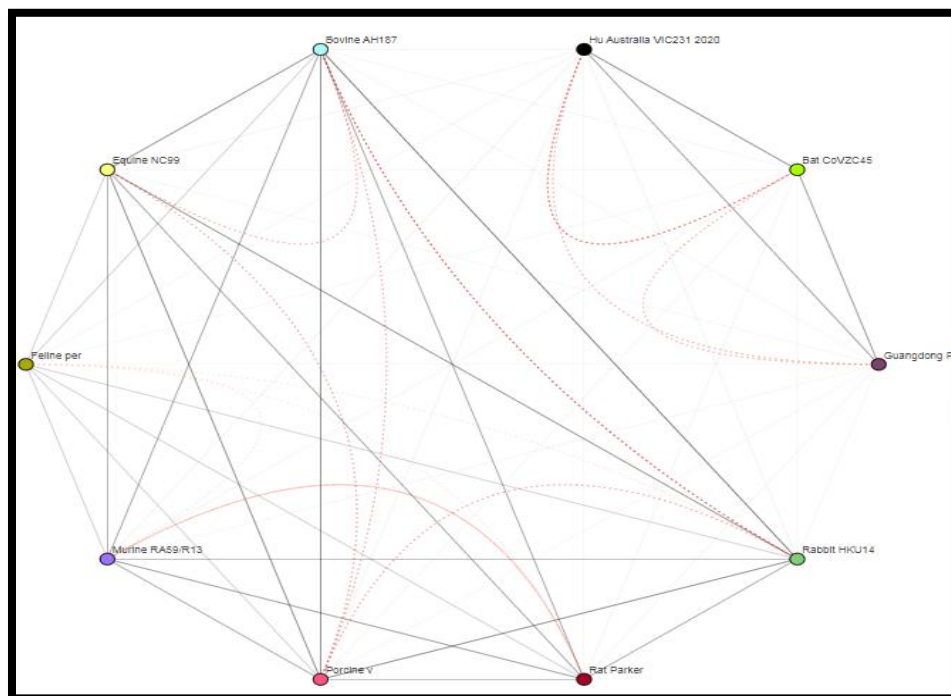 Bovine AH187
Hu Australia VIC231 2020
Equine NC99
Bat CoVZC45
Feline per
Guangdong P
Murine RA59/R13
Rabbit HKU14
Porcine v
Rat Parker